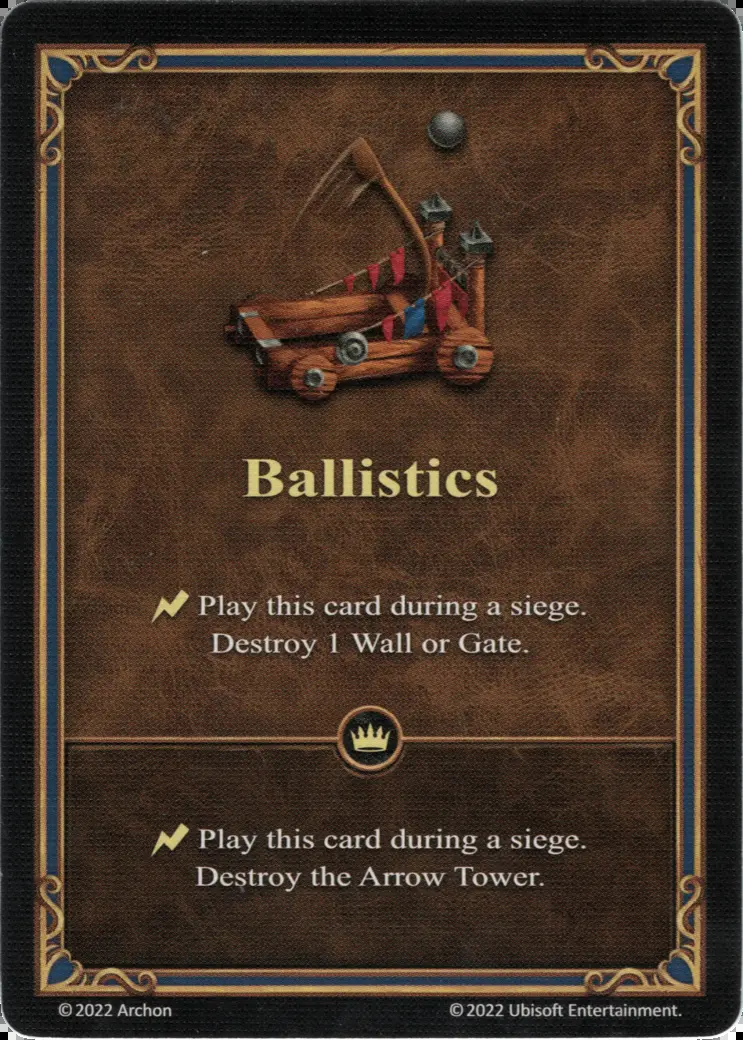 Ballistics
Play this card during a siege.
Destroy 1 Wall or Gate.
Play this card during a siege.
Destroy the Arrow Tower.
© 2022 Archon
© 2022 Ubisoft Entertainment.